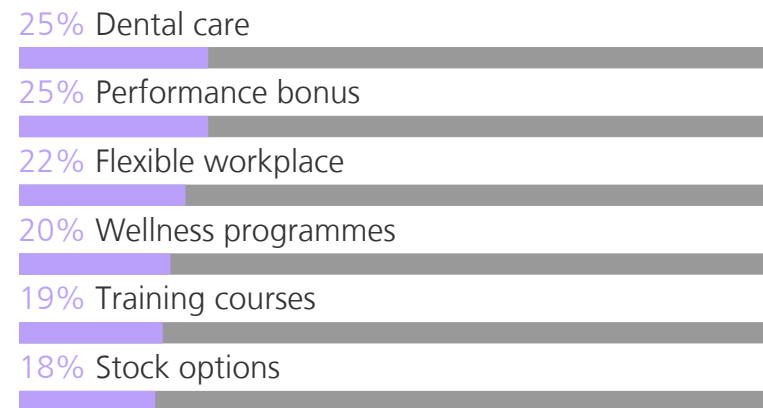 25% Dental care
25% Performance bonus
22% Flexible workplace
20% Wellness programmes
19% Training courses
18% Stock options